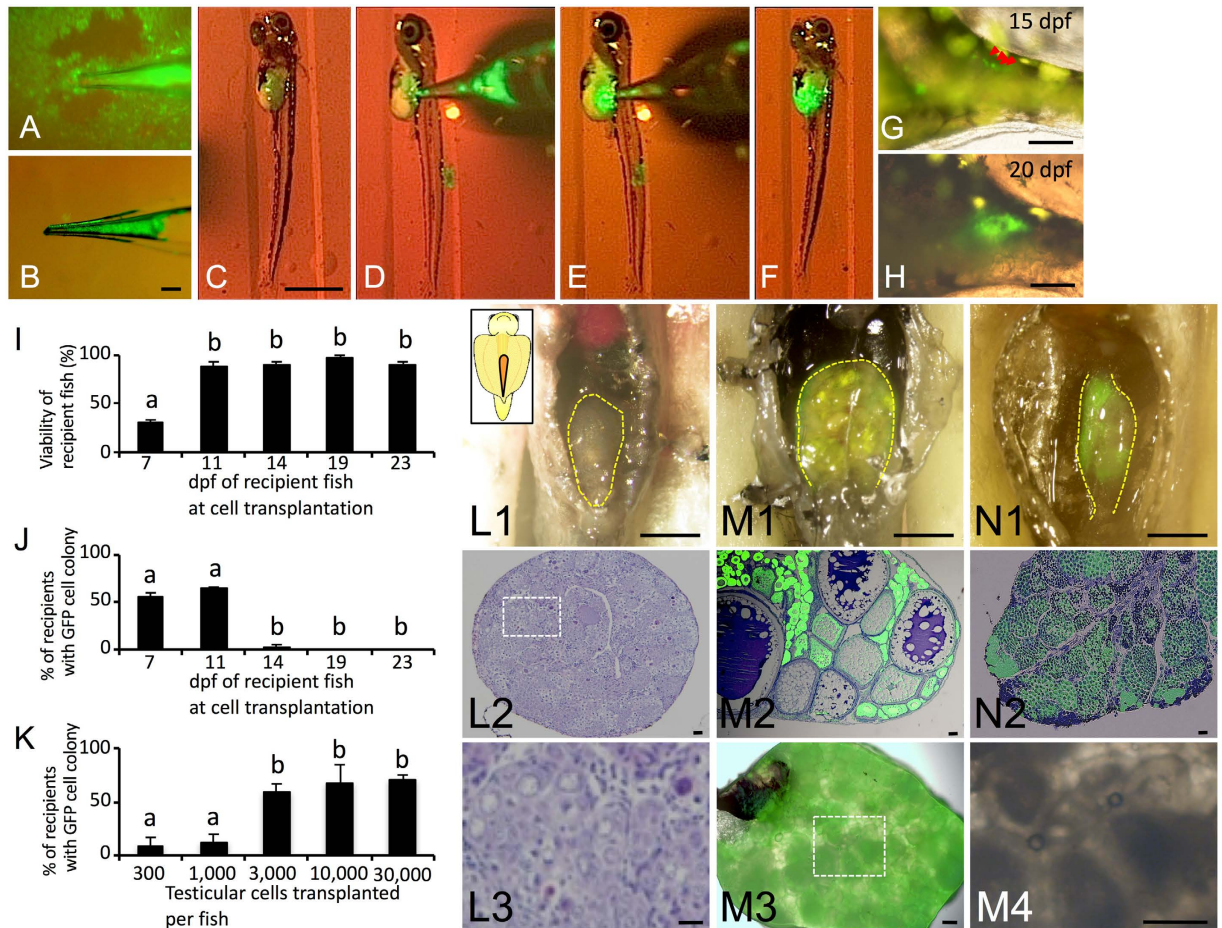 A
B
C
D
E
F
G
15 dpf
H
20 dpf
I
Viability of
recipient fish (%)
100
50
0
a
b
b
b
b
7
11
14
19
23
dpf of recipient fish
at cell transplantation
J
% of recipients
with GFP cell colony
100
50
0
a
a
b
b
b
7
11
14
19
23
dpf of recipient fish
at cell transplantation
K
% of recipients
with GFP cell colony
100
50
0
a
a
b
b
b
300
1,000
3,000
10,000
30,000
Testicular cells transplanted
per fish
L1
M1
N1
L2
M2
N2
L3
M3
M4